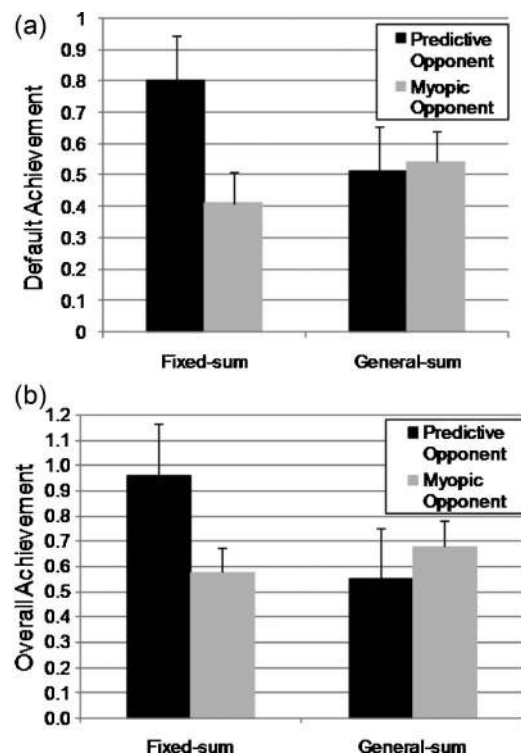 (a)
Default Achievement
1
0.9
0.8
0.7
0.6
0.5
0.4
0.3
0.2
0.1
0
Predictive
Opponent
Myopic
Opponent
Fixed-sum
General-sum
(b)
Overall Achievement
1.2
1.1
1.0
0.9
0.8
0.7
0.6
0.5
0.4
0.3
0.2
0.1
0.0
Predictive
Opponent
Myopic
Opponent
Fixed-sum
General-sum